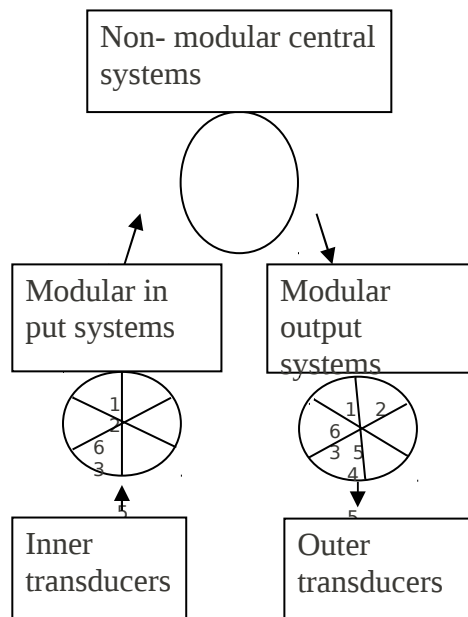 Non- modular central
systems
Modular in
put systems
Modular
output
systems
1
2
6
3
5
1 2
6
3 5
4
5
Inner
transducers
Outer
transducers